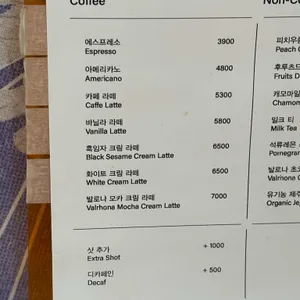 Coffee
에스프레소 3900
Espresso
아메리카노 4800
Americano
카페 라떼 5300
Caffe Latte
바닐라 라떼 5800
Vanilla Latte
흑임자 크림 라떼 6500
Black Sesame Cream Latte
화이트 크림 라떼 6500
White Cream Latte
발로나 모카 크림 라떼 7000
Valrhona Mocha Cream Latte
샷 추가 + 1000
Extra Shot
디카페인 + 500
Decaf
피치우
Peach
후루츠
Fruits D
캐모마일
Chamom
밀크 티
Milk Tea
석류레몬
Pomegran
발로나 초
Valrhona
유기농 제
Organic Je